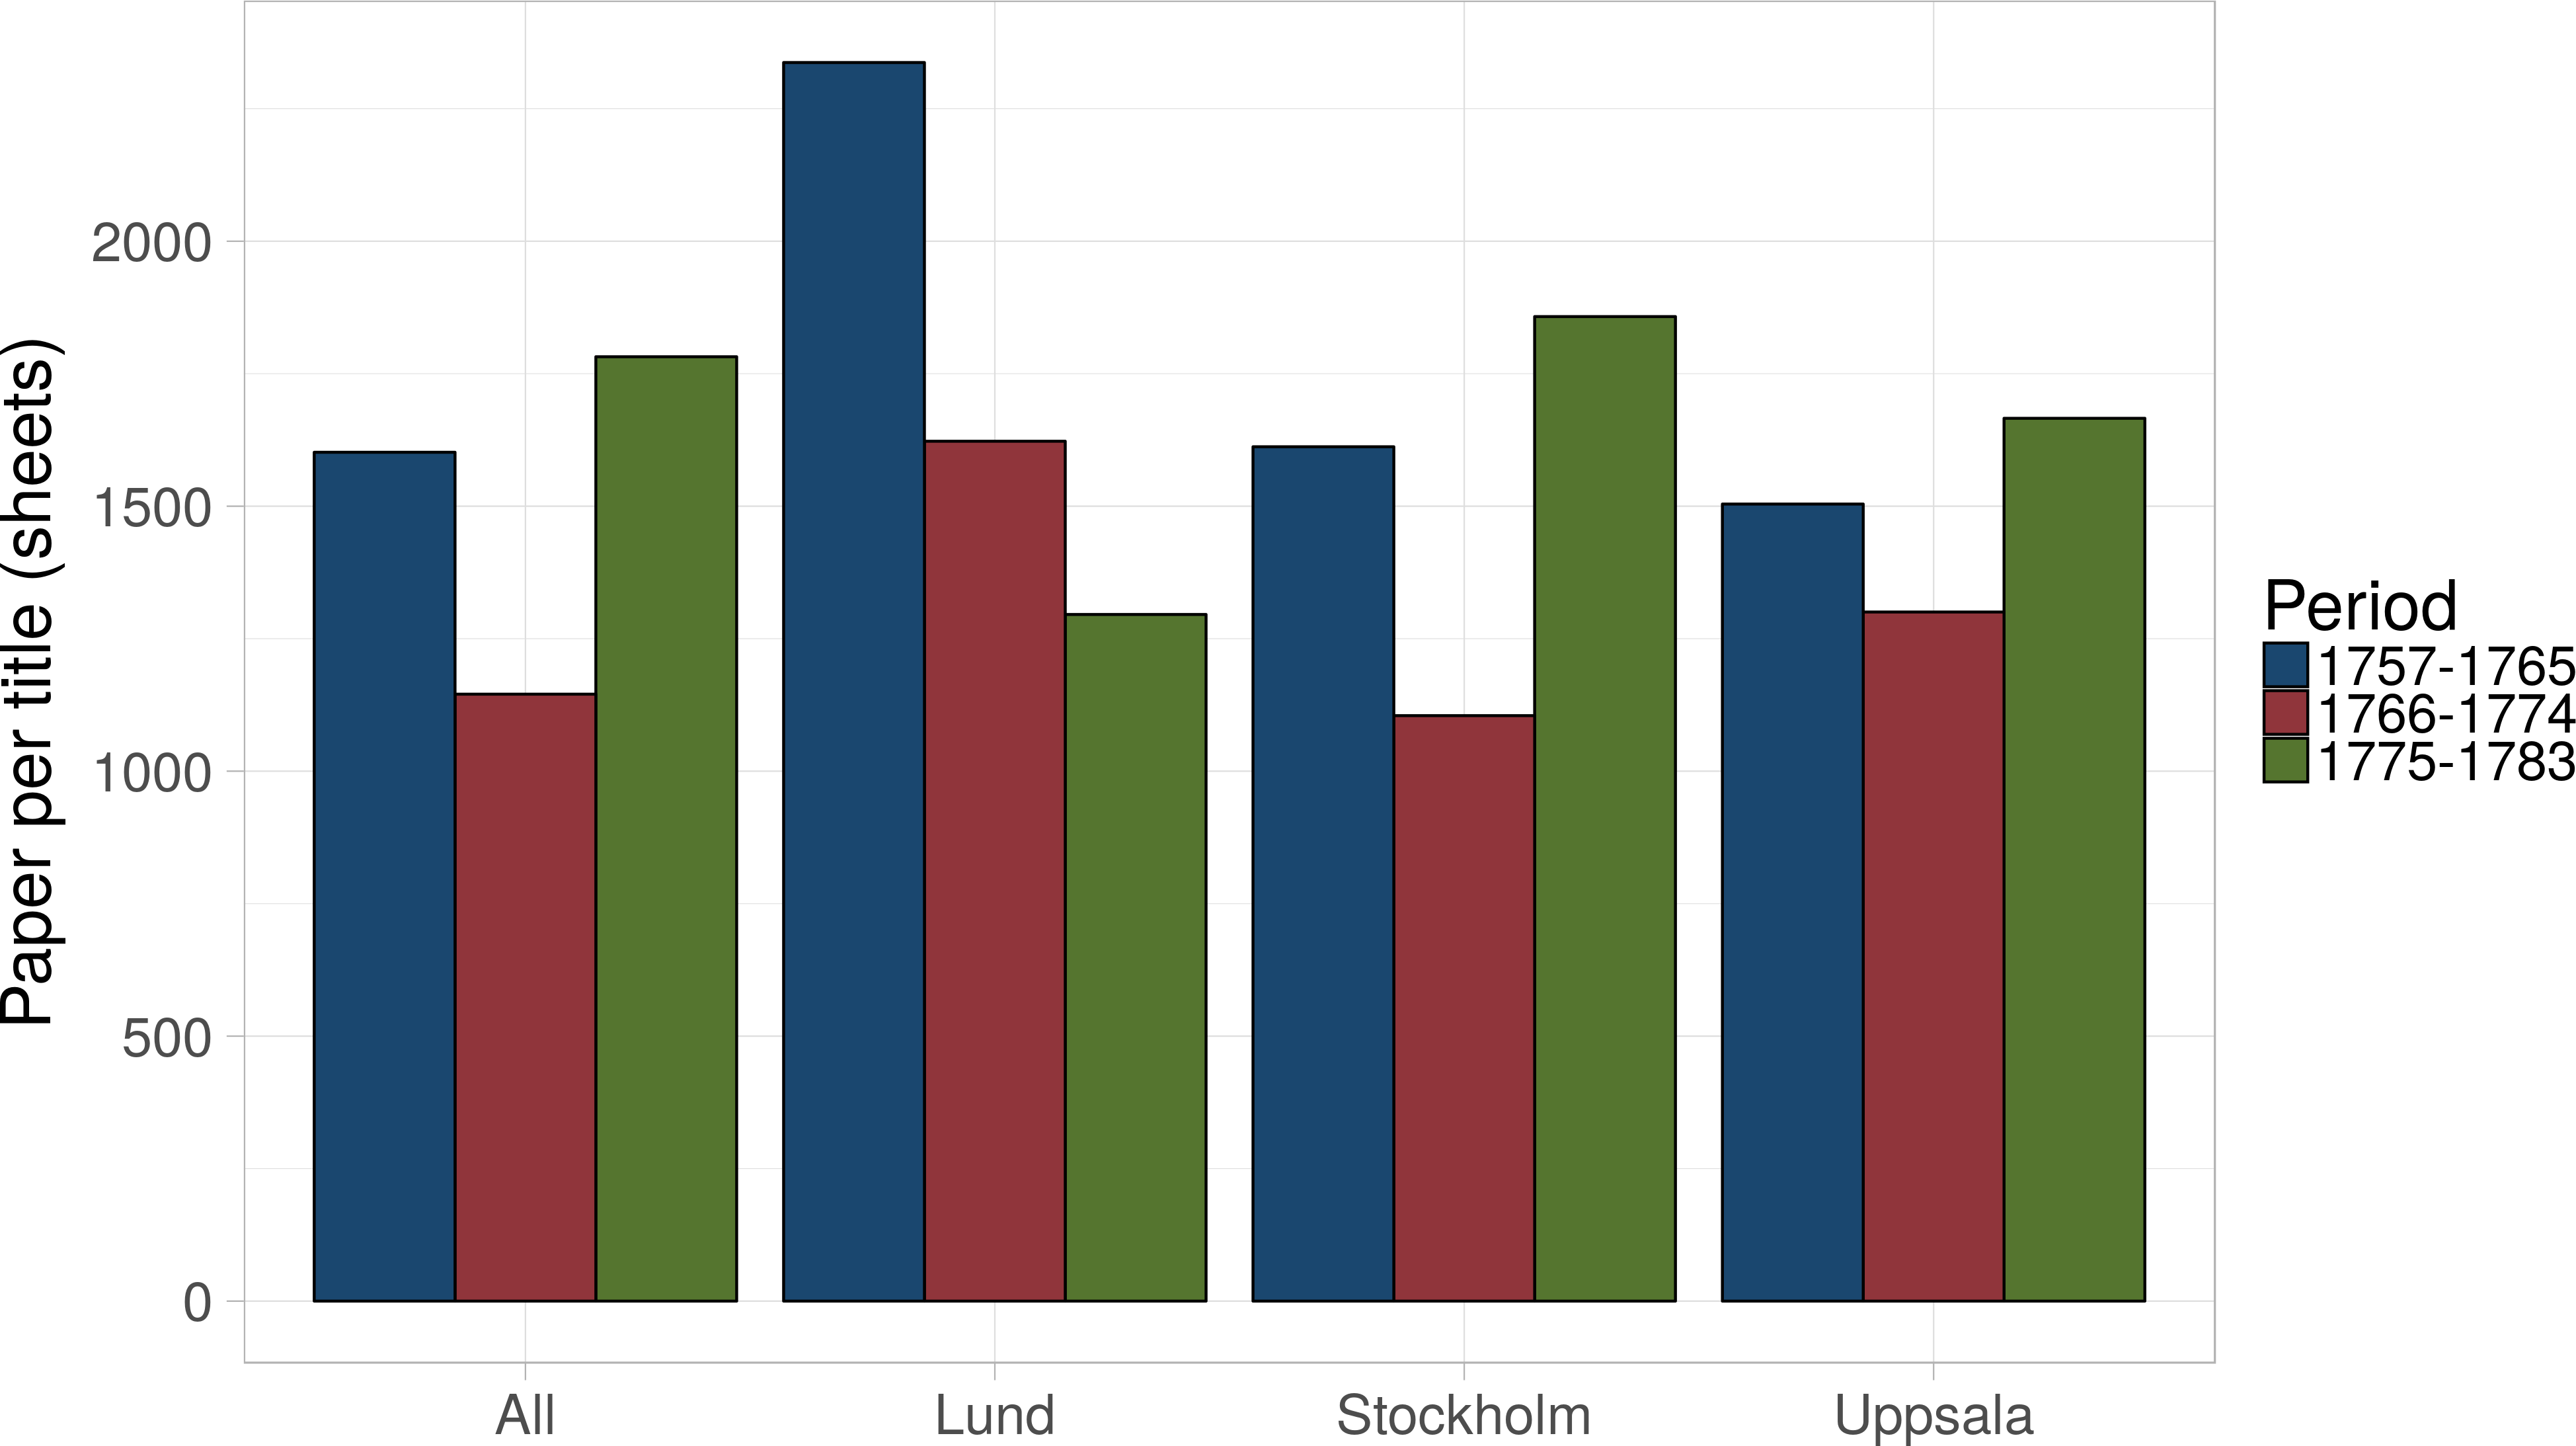 Paper per title (sheets)
2000
1500
1000
500
0
All
Lund
Stockholm
Uppsala
Period
1757-1765
1766-1774
1775-1783